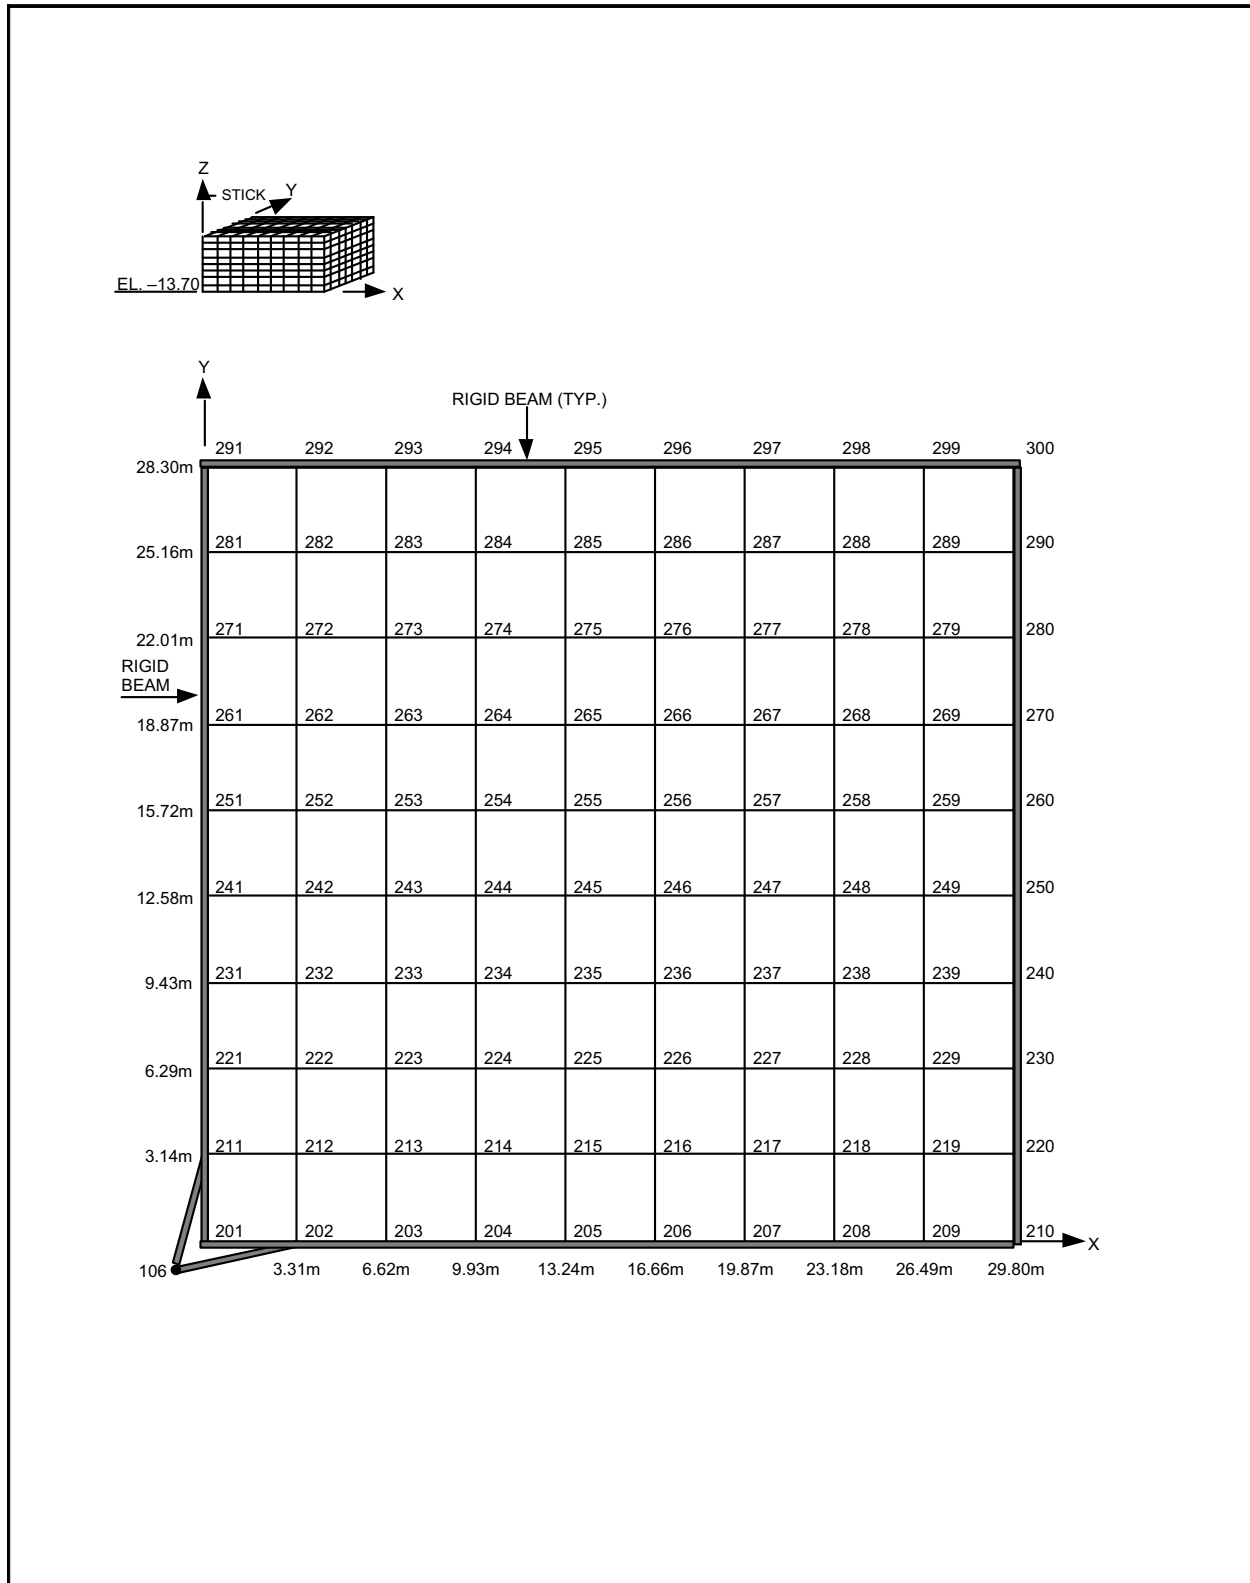 Z
STICK Y
EL. –13.70
X
Y
RIGID BEAM (TYP.)
291 292 293 294 295 296 297 298 299 300
28.30m
281 282 283 284 285 286 287 288 289 290
25.16m
271 272 273 274 275 276 277 278 279 280
22.01m
RIGID
BEAM
261 262 263 264 265 266 267 268 269 270
18.87m
251 252 253 254 255 256 257 258 259 260
15.72m
241 242 243 244 245 246 247 248 249 250
12.58m
231 232 233 234 235 236 237 238 239 240
9.43m
221 222 223 224 225 226 227 228 229 230
6.29m
211 212 213 214 215 216 217 218 219 220
3.14m
201 202 203 204 205 206 207 208 209 210
X
106 3.31m 6.62m 9.93m 13.24m 16.66m 19.87m 23.18m 26.49m 29.80m